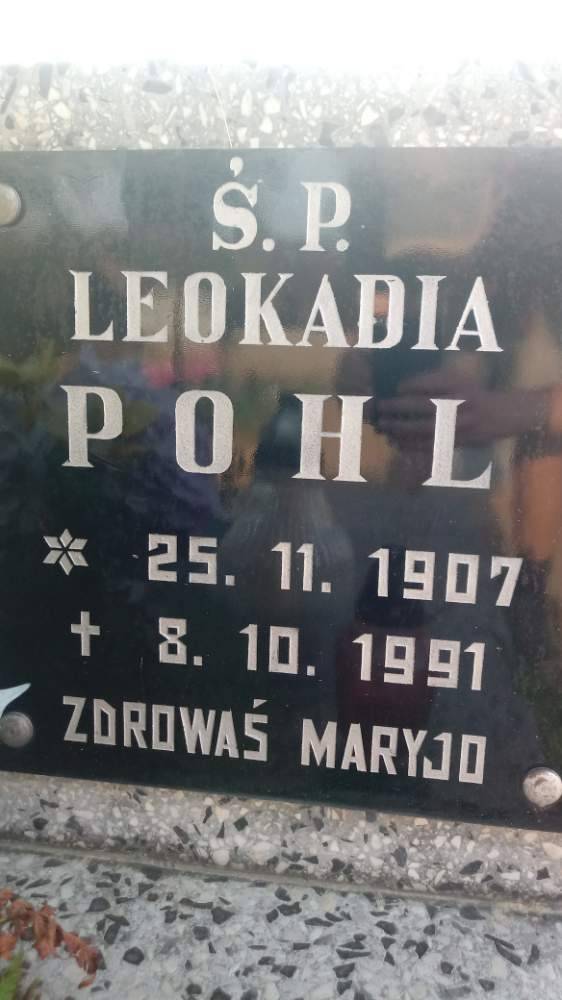 Ś. P.
LEOKADIA
POHL
* 25. 11. 1907
✝ 8. 10. 1991
ZDROWAŚ MARYJO